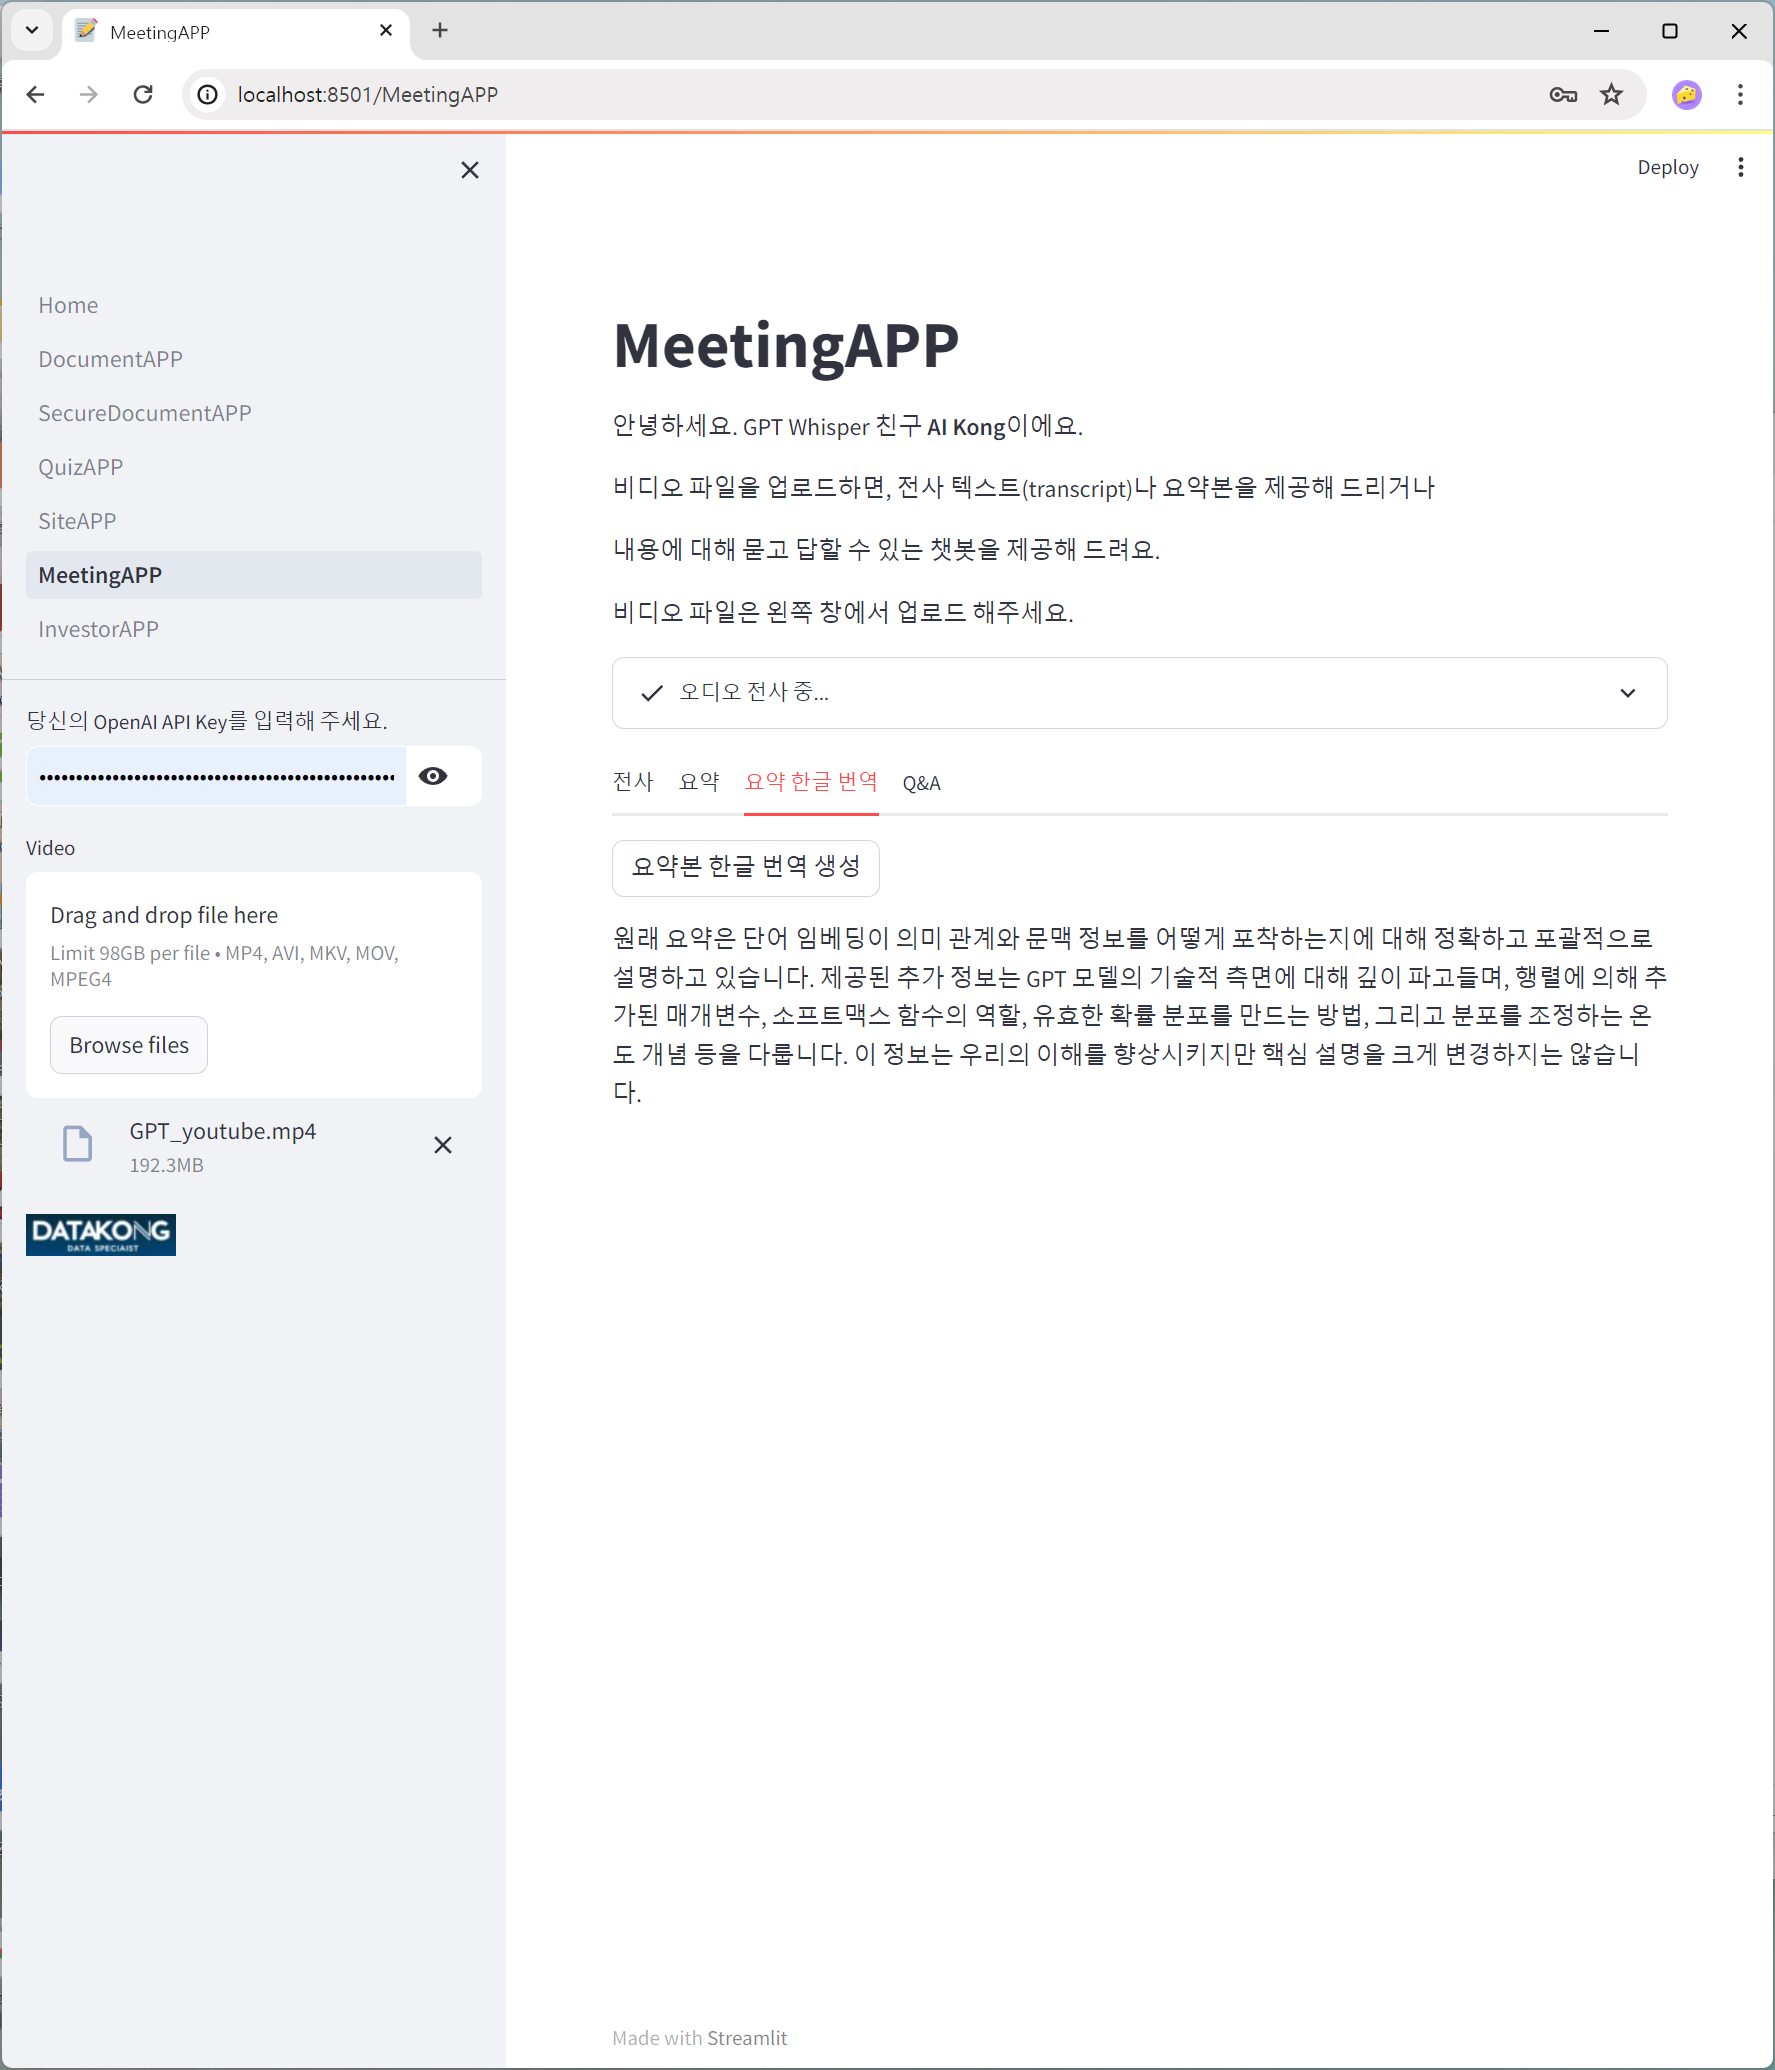 MeetingAPP
localhost:8501/MeetingAPP
Deploy
Home
DocumentAPP
SecureDocumentAPP
QuizAPP
SiteAPP
MeetingAPP
InvestorAPP
당신의 OpenAI API Key를 입력해 주세요.
Video
Drag and drop file here
Limit 98GB per file • MP4, AVI, MKV, MOV,
MPEG4
Browse files
GPT_youtube.mp4
192.3MB
DATAKONG
DATA SPECIAIST
MeetingAPP
안녕하세요. GPT Whisper 친구 AI Kong이에요.
비디오 파일을 업로드하면, 전사 텍스트(transcript)나 요약본을 제공해 드리거나
내용에 대해 묻고 답할 수 있는 챗봇을 제공해 드려요.
비디오 파일은 왼쪽 창에서 업로드 해주세요.
오디오 전사 중...
전사 요약 요약 한글 번역 Q&A
요약본 한글 번역 생성
원래 요약은 단어 임베딩이 의미 관계와 문맥 정보를 어떻게 포착하는지에 대해 정확하고 포괄적으로
설명하고 있습니다. 제공된 추가 정보는 GPT 모델의 기술적 측면에 대해 깊이 파고들며, 행렬에 의해 추
가된 매개변수, 소프트맥스 함수의 역할, 유효한 확률 분포를 만드는 방법, 그리고 분포를 조정하는 온
도 개념 등을 다룹니다. 이 정보는 우리의 이해를 향상시키지만 핵심 설명을 크게 변경하지는 않습니
다.
Made with Streamlit